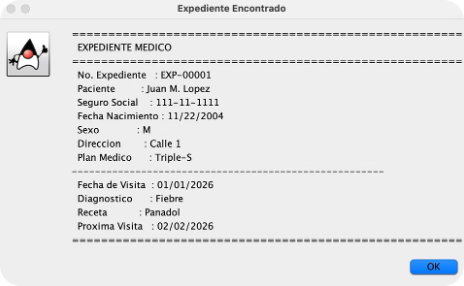 Expediente Encontrado
==================================================
EXPEDIENTE MEDICO
==================================================
No. Expediente : EXP-00001
Paciente : Juan M. Lopez
Seguro Social : 111-11-1111
Fecha Nacimiento : 11/22/2004
Sexo : M
Direccion : Calle 1
Plan Medico : Triple-S
--------------------------------------------------
Fecha de Visita : 01/01/2026
Diagnostico : Fiebre
Receta : Panadol
Proxima Visita : 02/02/2026
==================================================
OK